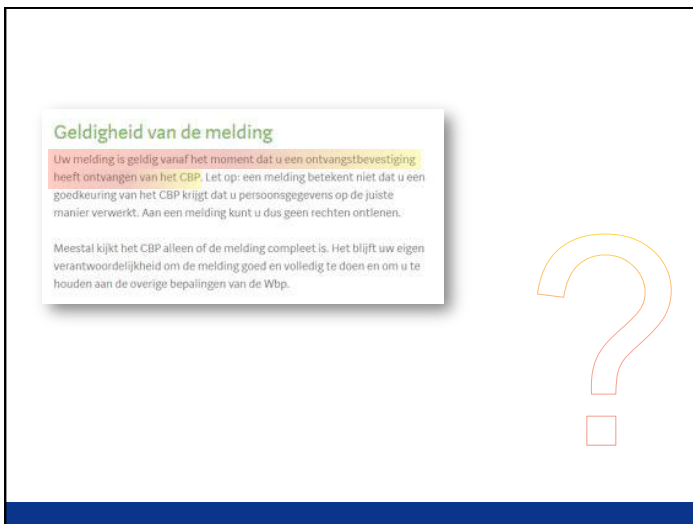 Geldigheid van de melding
Uw melding is geldig vanaf het moment dat u een ontvangstbevestiging
heeft ontvangen van het CBP. Let op: een melding betekent niet dat u een
goedkeuring van het CBP krijgt dat u persoonsgegevens op de juiste
manier verwerkt. Aan een melding kunt u dus geen rechten ontlenen.
Meestal kijkt het CBP alleen of de melding compleet is. Het blijft uw eigen
verantwoordelijkheid om de melding goed en volledig te doen en om u te
houden aan de overige bepalingen van de Wbp.
?